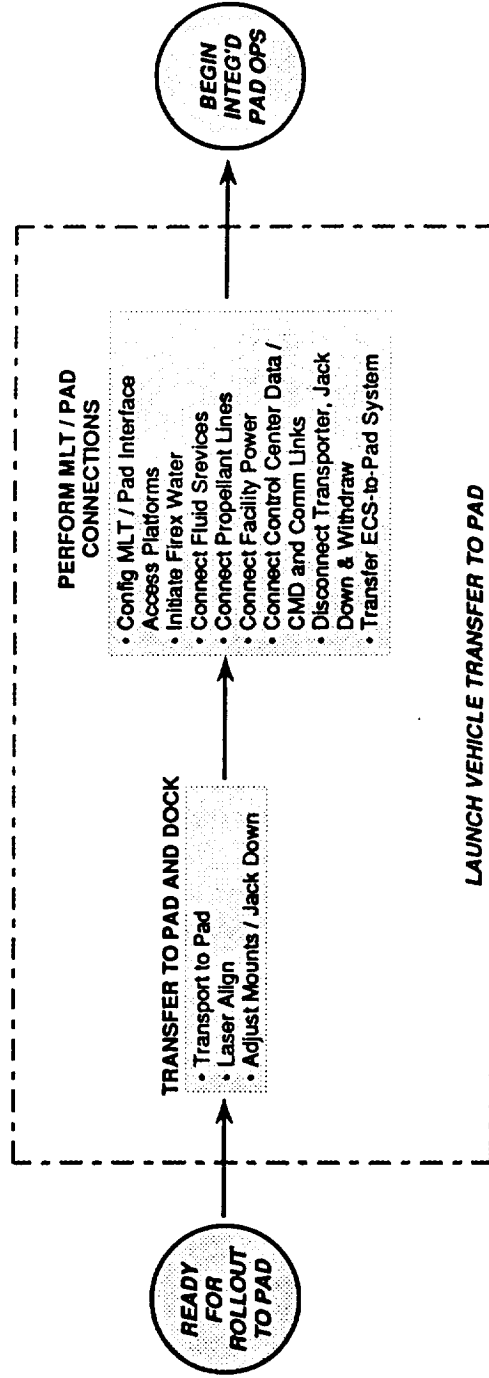 READY
FOR
ROLLOUT
TO PAD
TRANSFER TO PAD AND DOCK
• Transport to Pad
• Laser Align
• Adjust Mounts / Jack Down
PERFORM MLT / PAD
CONNECTIONS
• Config MLT / Pad Interface
Access Platforms
• Initiate Firex Water
• Connect Fluid Srevices
• Connect Propellant Lines
• Connect Facility Power
• Connect Control Center Data /
CMD and Comm Links
• Disconnect Transporter, Jack
Down & Withdraw
• Transfer ECS-to-Pad System
BEGIN
INTEG'D
PAD OPS
LAUNCH VEHICLE TRANSFER TO PAD